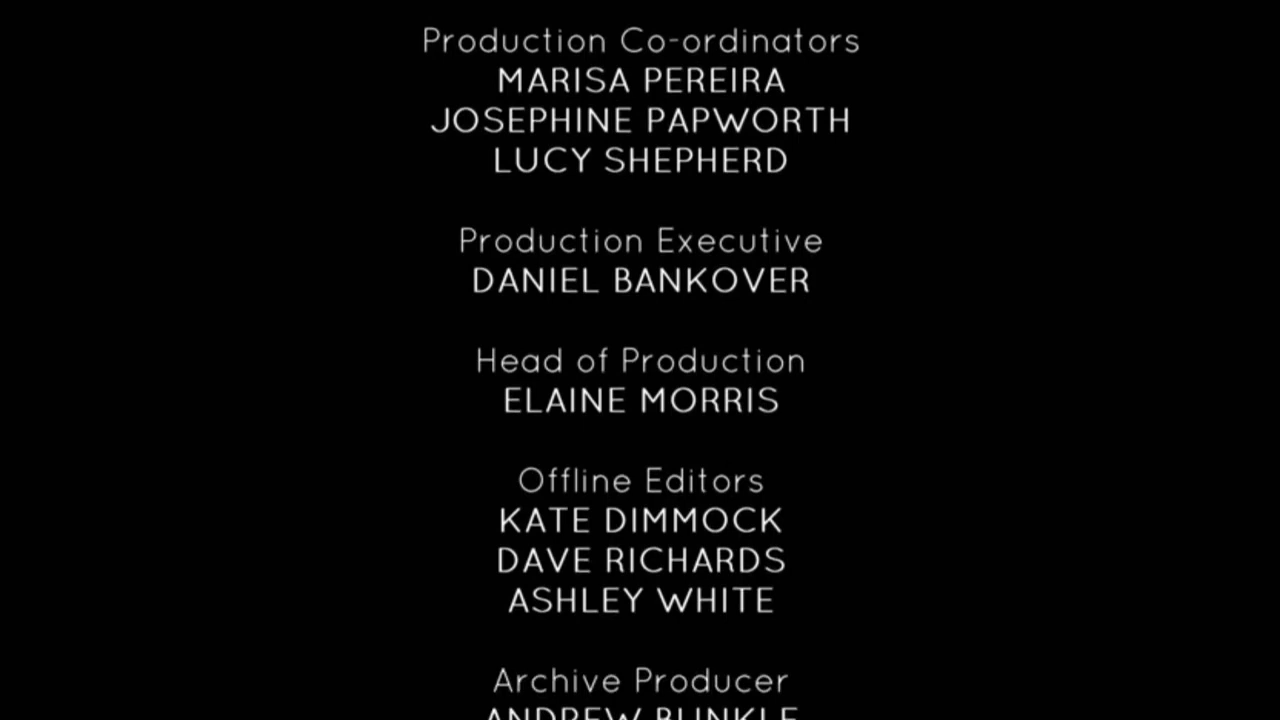 Production Co-ordinators
MARISA PEREIRA
JOSEPHINE PAPWORTH
LUCY SHEPHERD
Production Executive
DANIEL BANKOVER
Head of Production
ELAINE MORRIS
Offline Editors
KATE DIMMOCK
DAVE RICHARDS
ASHLEY WHITE
Archive Producer
ANDREW